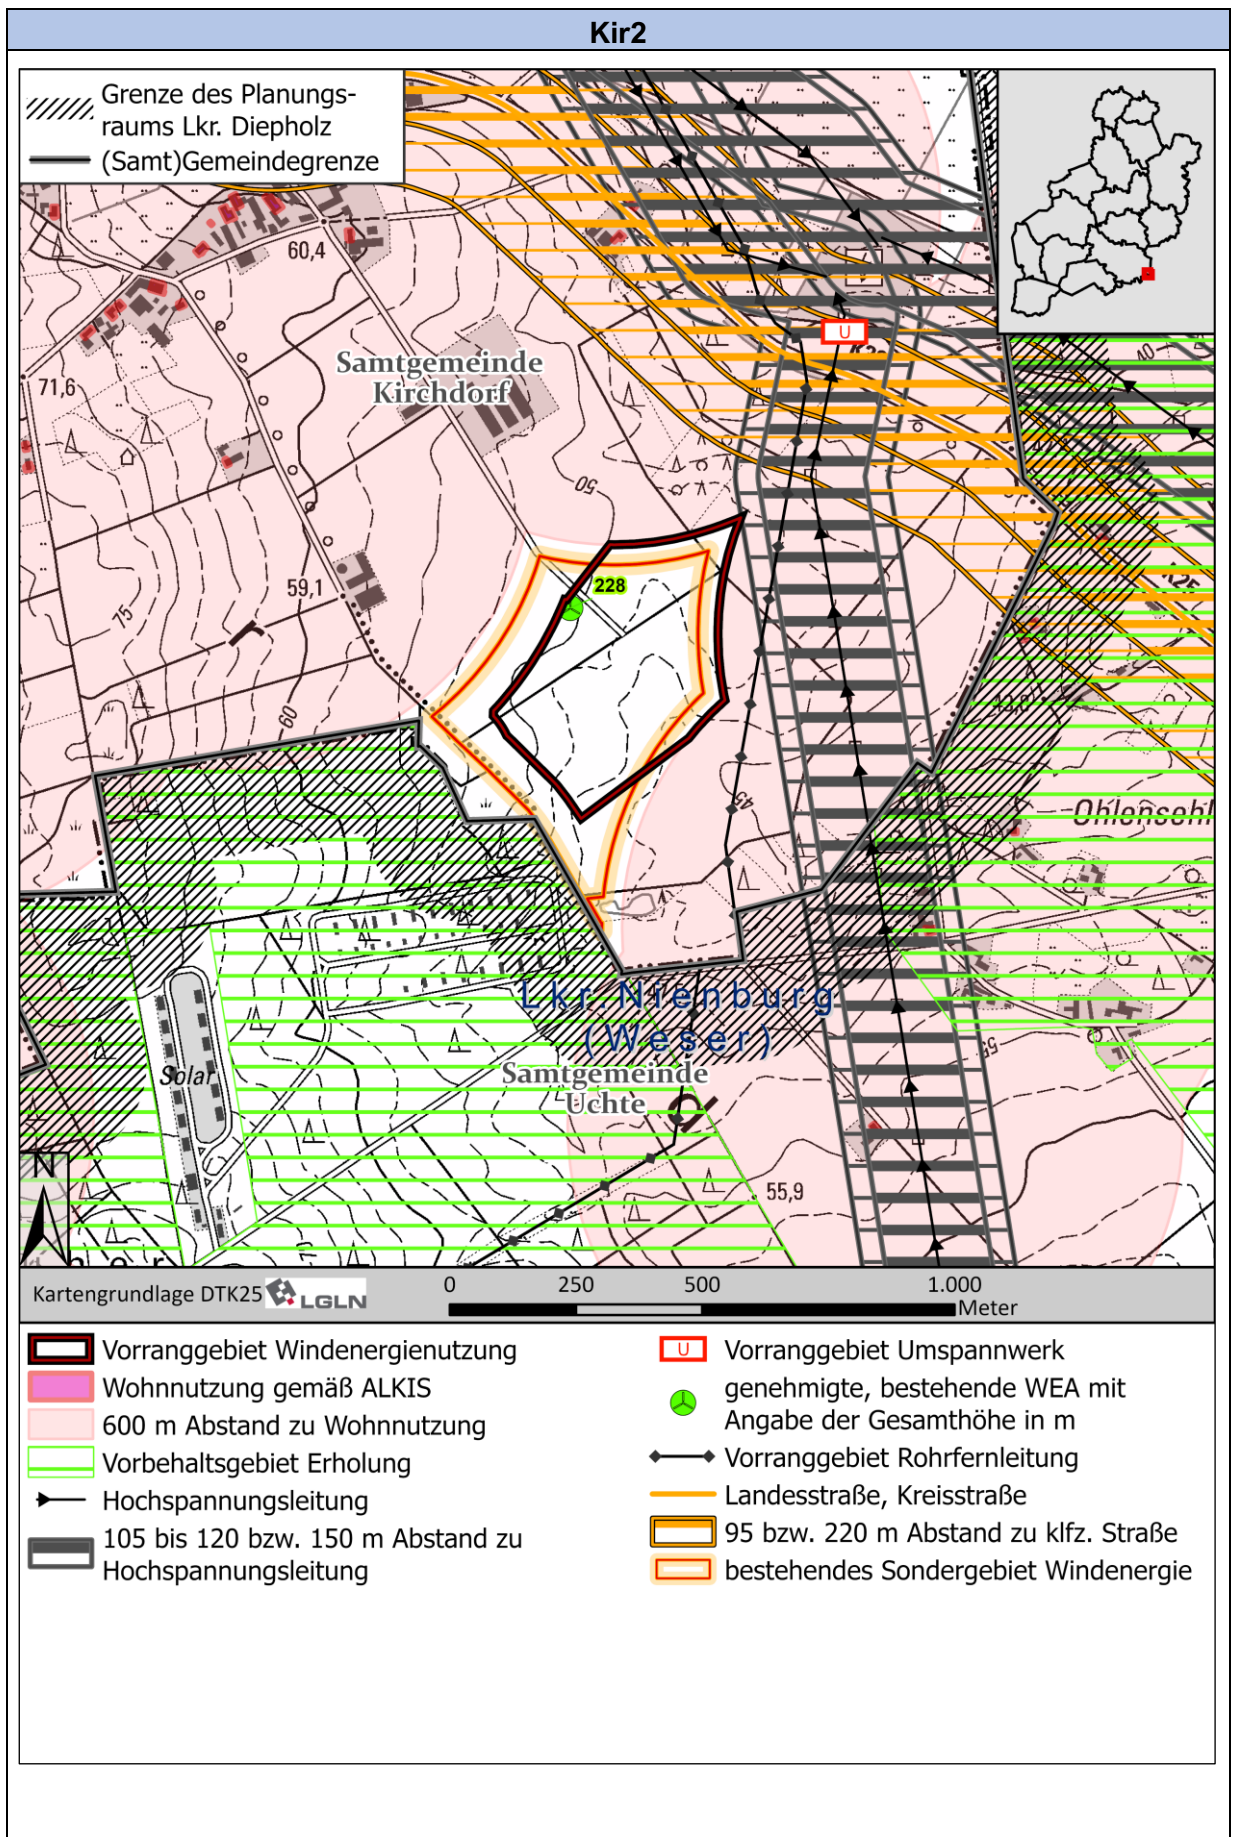 Kir2
Grenze des Planungs-
raums Lkr. Diepholz
(Samt)Gemeindegrenze
60,4
Samtgemeinde
Kirchdorf
71,6
U
40
50
K25
228
59,1
75
60
45
Ohlensehl
Lkr Nienburg
(Weser)
Samtgemeinde
Uchte
Solar
55
55,9
N
Kartengrundlage DTK25 LGLN
0 250 500 1.000
Meter
Vorranggebiet Windenergienutzung
Wohnnutzung gemäß ALKIS
600 m Abstand zu Wohnnutzung
Vorbehaltsgebiet Erholung
Hochspannungsleitung
105 bis 120 bzw. 150 m Abstand zu
Hochspannungsleitung
U Vorranggebiet Umspannwerk
genehmigte, bestehende WEA mit
Angabe der Gesamthöhe in m
Vorranggebiet Rohrfernleitung
Landesstraße, Kreisstraße
95 bzw. 220 m Abstand zu klfz. Straße
bestehendes Sondergebiet Windenergie